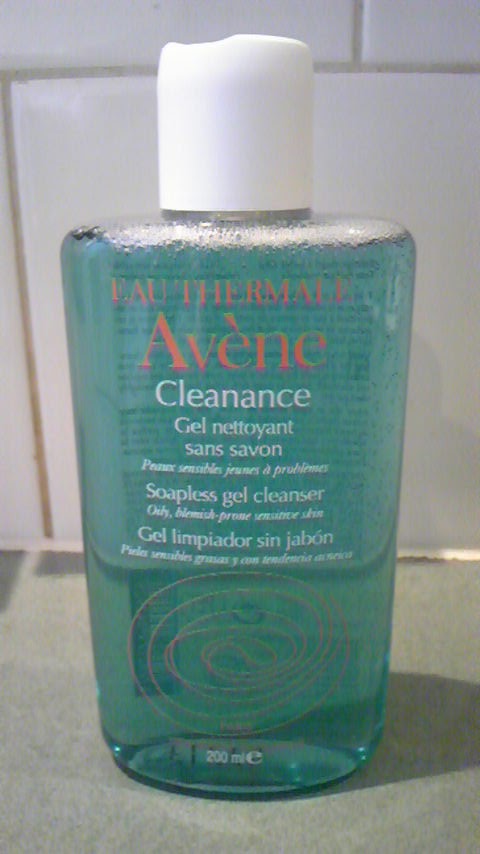 EAU THERMALE
Avène
Cleanance
Gel nettoyant
sans savon
Peaux sensibles jeunes à problèmes
Soapless gel cleanser
Oily, blemish-prone sensitive skin
Gel limpiador sin jabón
Pieles sensibles grasas y con tendencia acneica
PARIS
200 ml e